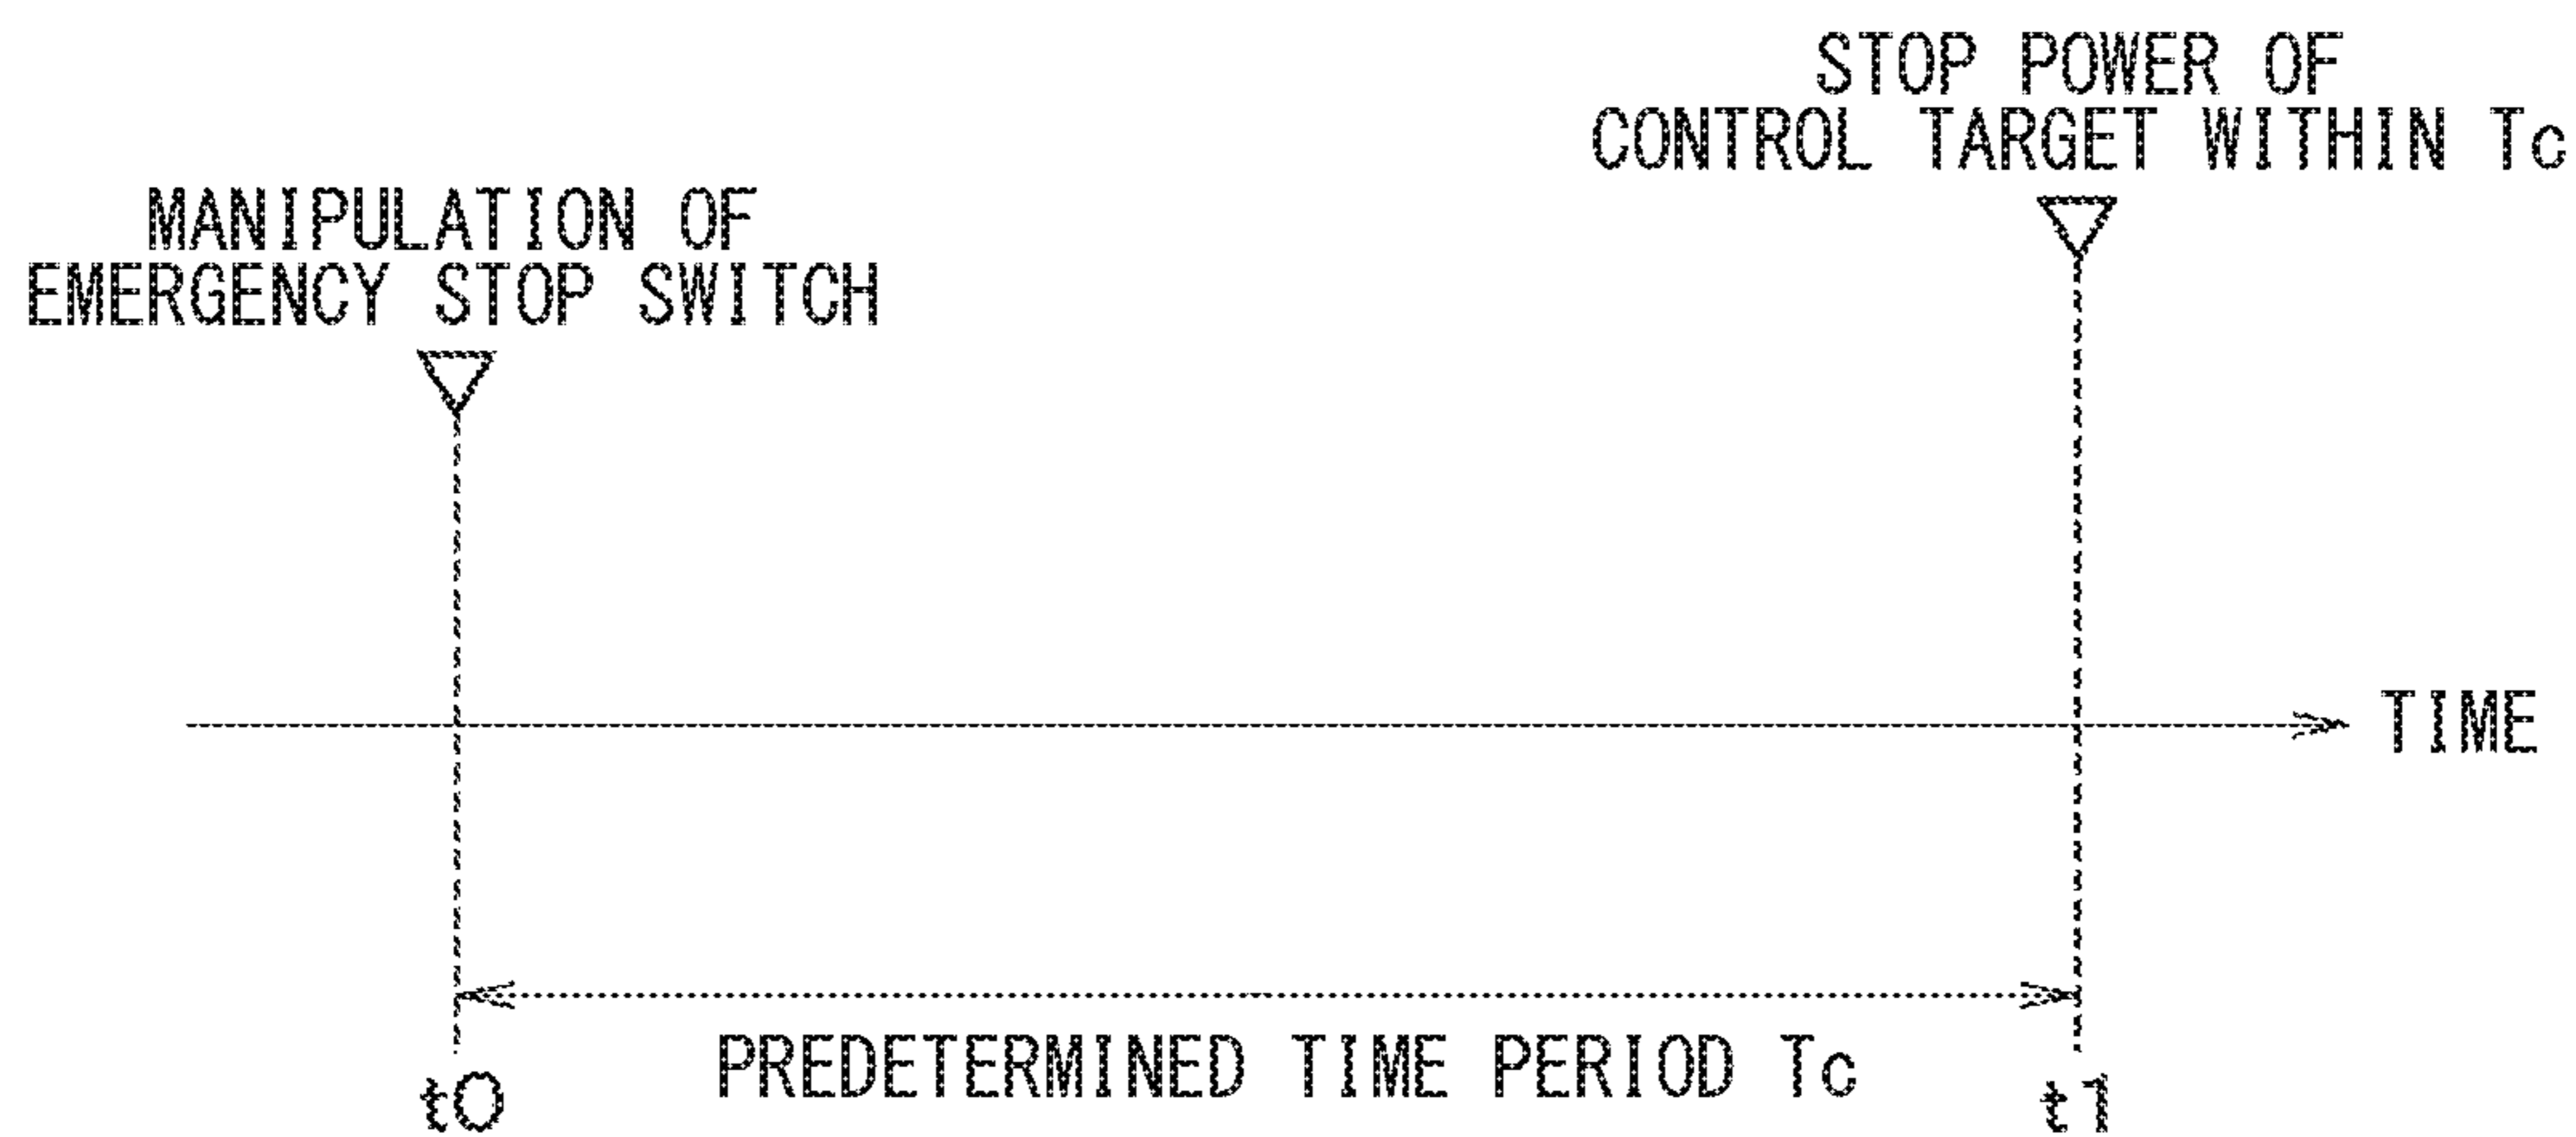 STOP POWER OF
CONTROL TARGET WITHIN Tc
MANIPULATION OF
EMERGENCY STOP SWITCH
TIME
PREDETERMINED TIME PERIOD Tc
t0
t1